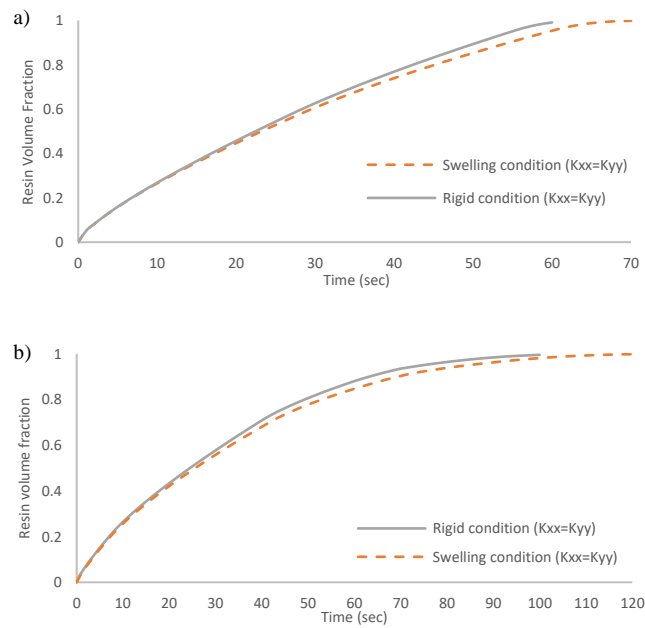 a)
1
0.8
0.6
0.4
0.2
0
Resin Volume Fraction
Swelling condition (Kxx=Kyy)
Rigid condition (Kxx=Kyy)
0 10 20 30 40 50 60 70
Time (sec)
b)
1
0.8
0.6
0.4
0.2
0
Resin volume fraction
Rigid condition (Kxx=Kyy)
Swelling condition (Kxx=Kyy)
0 10 20 30 40 50 60 70 80 90 100 110 120
Time (sec)